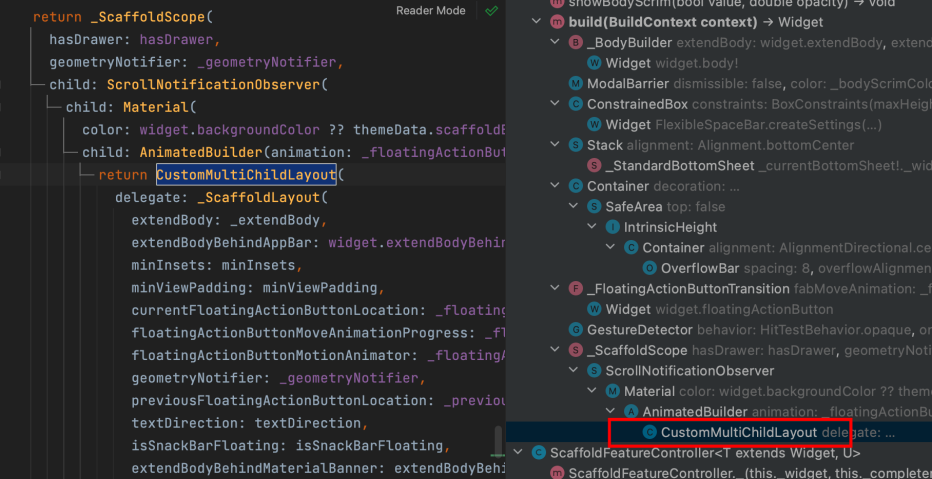 return _ScaffoldScope(
Reader Mode
hasDrawer: hasDrawer,
geometryNotifier: _geometryNotifier,
child: ScrollNotificationObserver(
child: Material(
color: widget.backgroundColor ?? themeData.scaffoldB
child: AnimatedBuilder(animation: _floatingActionButt
return CustomMultiChildLayout(
delegate: _ScaffoldLayout(
extendBody: _extendBody,
extendBodyBehindAppBar: widget.extendBodyBehin
minInsets: minInsets,
minViewPadding: minViewPadding,
currentFloatingActionButtonLocation: _floating
floatingActionButtonMoveAnimationProgress: _fl
floatingActionButtonMotionAnimator: _floatingA
geometryNotifier: _geometryNotifier,
previousFloatingActionButtonLocation: _previou
textDirection: textDirection,
isSnackBarFloating: isSnackBarFloating,
extendBodyBehindMaterialBanner: extendBodyBehi
m showBodyScrim(bool value, double opacity) → void
m build(BuildContext context) → Widget
B _BodyBuilder extendBody: widget.extendBody, extend
W Widget widget.body!
M ModalBarrier dismissible: false, color: _bodyScrimColo
C ConstrainedBox constraints: BoxConstraints(maxHeigh
W Widget FlexibleSpaceBar.createSettings(...)
S Stack alignment: Alignment.bottomCenter
S _StandardBottomSheet _currentBottomSheet!._wid
C Container decoration: ...
S SafeArea top: false
I IntrinsicHeight
C Container alignment: AlignmentDirectional.ce
O OverflowBar spacing: 8, overflowAlignmen
F _FloatingActionButtonTransition fabMoveAnimation: _f
W Widget widget.floatingActionButton
G GestureDetector behavior: HitTestBehavior.opaque, on
S _ScaffoldScope hasDrawer: hasDrawer, geometryNoti
S ScrollNotificationObserver
M Material color: widget.backgroundColor ?? theme
A AnimatedBuilder animation: _floatingActionBu
C CustomMultiChildLayout delegate: ...
C ScaffoldFeatureController<T extends Widget, U>
m ScaffoldFeatureController._(this._widget, this._completer